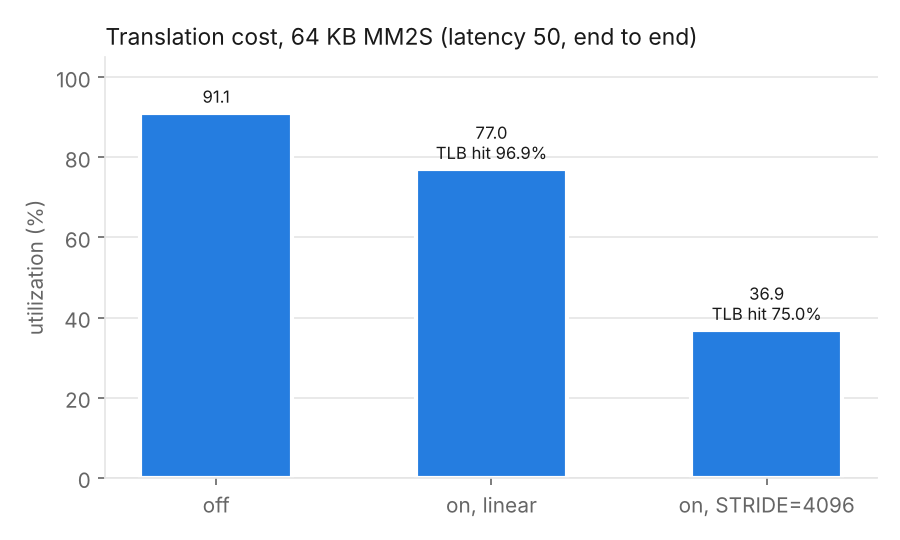 Translation cost, 64 KB MM2S (latency 50, end to end)
utilization (%)
100
80
60
40
20
0
91.1
77.0
TLB hit 96.9%
36.9
TLB hit 75.0%
off
on, linear
on, STRIDE=4096